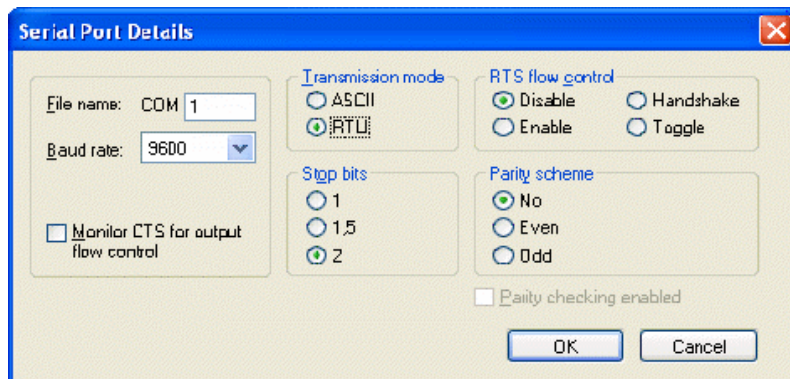 Serial Port Details
File name: COM 1
Baud rate: 9600
Monitor CTS for output
flow control
Transmission mode
ASCII
RTU
Stop bits
1
1,5
2
RTS flow control
Disable Handshake
Enable Toggle
Parity scheme
No
Even
Odd
Parity checking enabled
OK Cancel